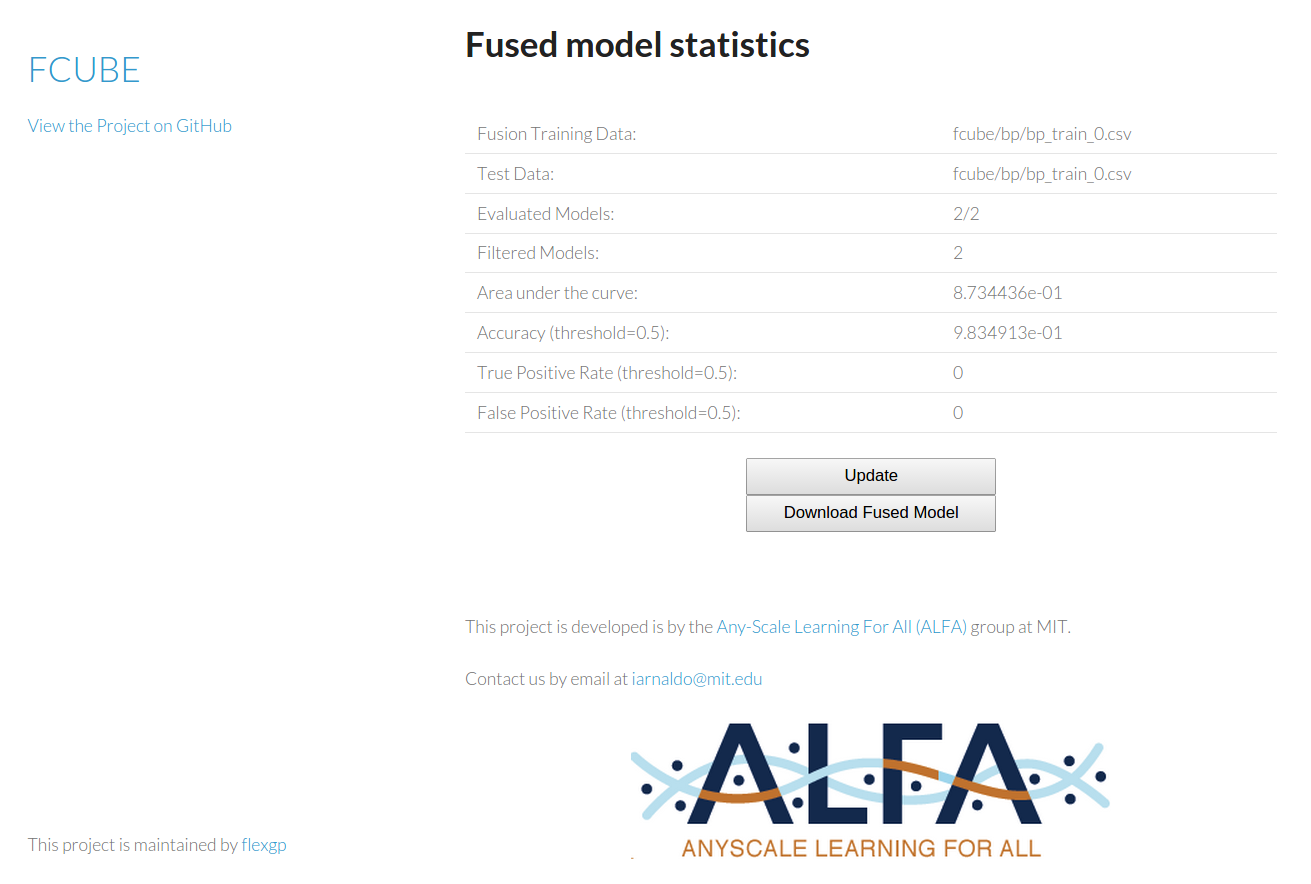 FCUBE
View the Project on GitHub
Fused model statistics
Fusion Training Data: fcube/bp/bp_train_0.csv
Test Data: fcube/bp/bp_train_0.csv
Evaluated Models: 2/2
Filtered Models: 2
Area under the curve: 8.734436e-01
Accuracy (threshold=0.5): 9.834913e-01
True Positive Rate (threshold=0.5): 0
False Positive Rate (threshold=0.5): 0
Update
Download Fused Model
This project is developed is by the Any-Scale Learning For All (ALFA) group at MIT.
Contact us by email at iarnaldo@mit.edu
ALFA
ANYSCALE LEARNING FOR ALL
This project is maintained by flexgp